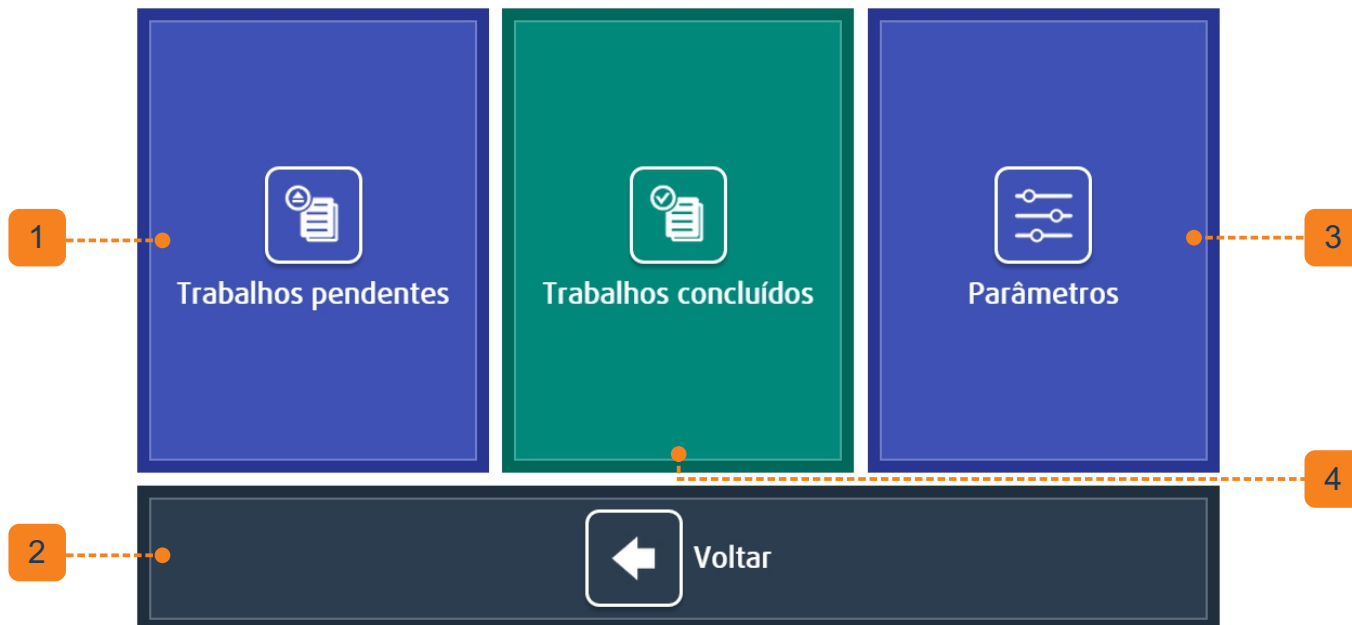 1
Trabalhos pendentes
Trabalhos concluídos
Parâmetros
3
4
2
Voltar